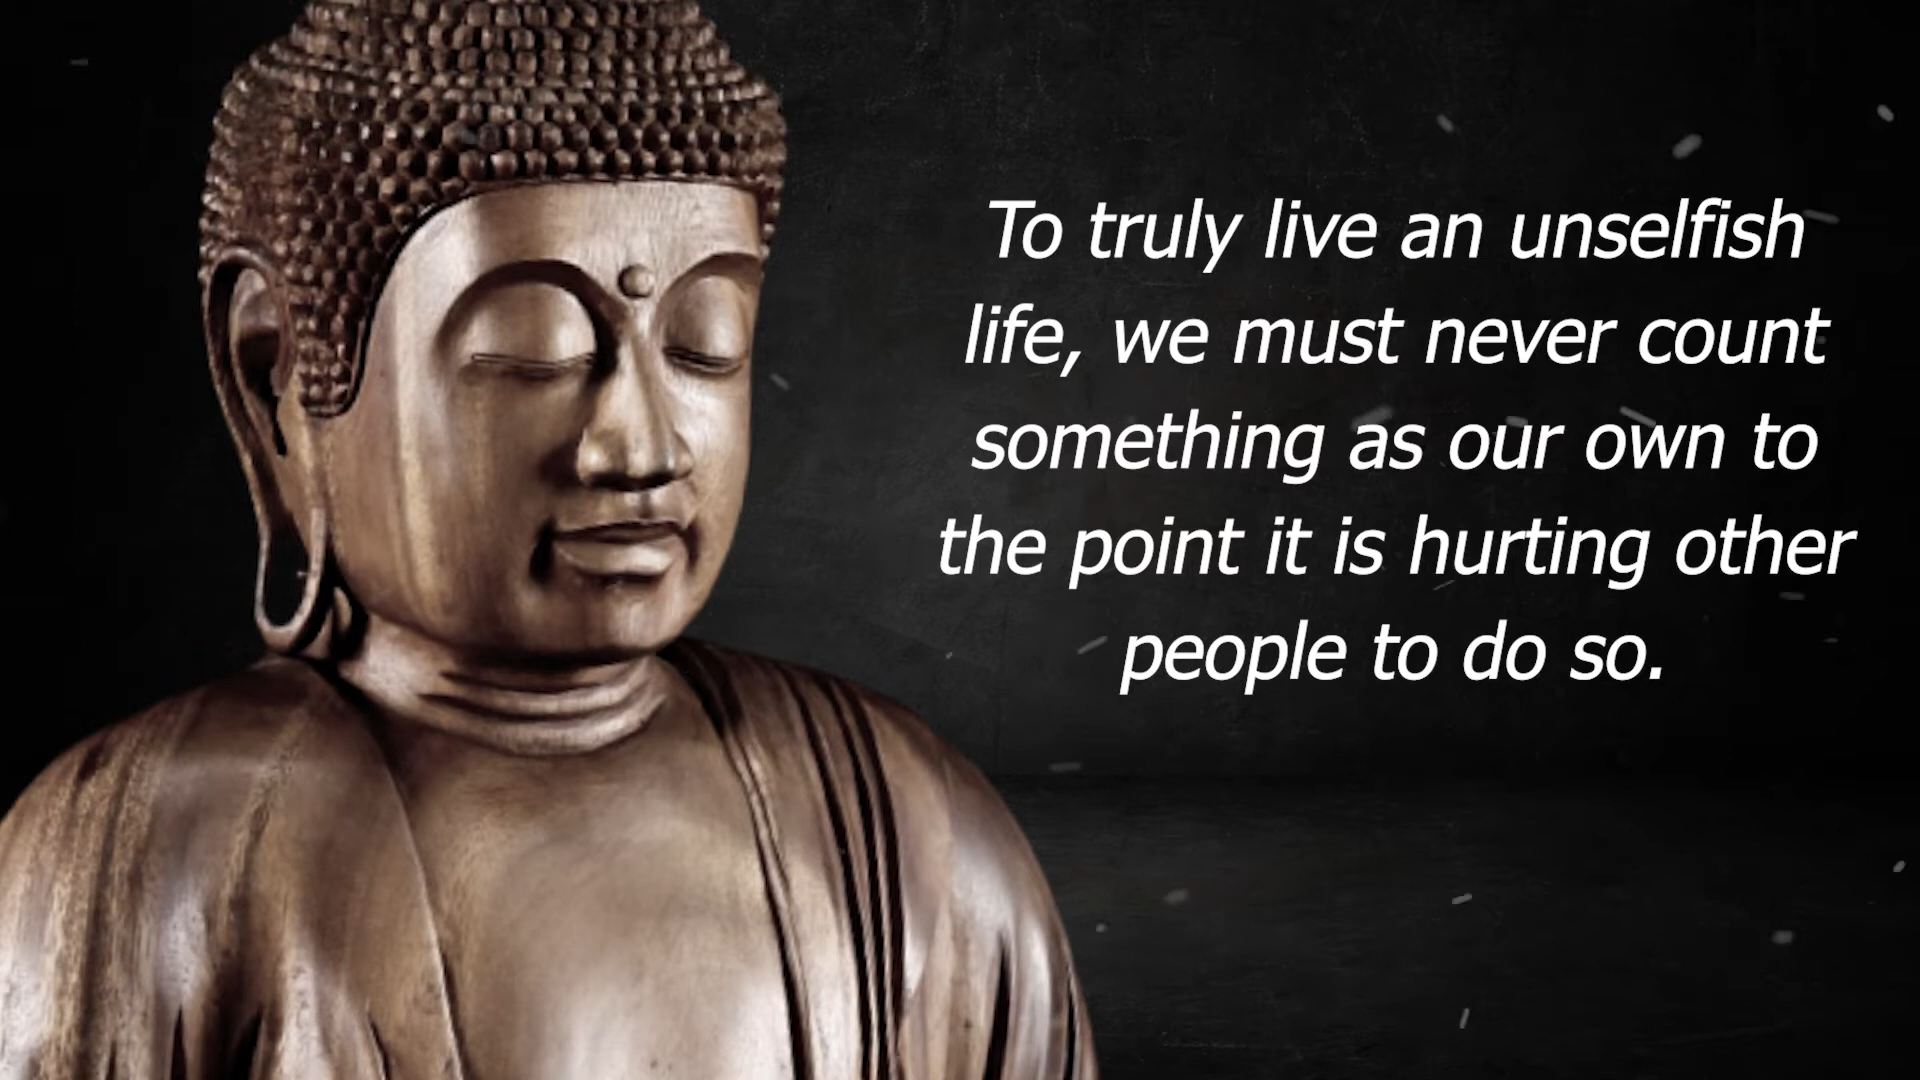 To truly live an unselfish
life, we must never count
something as our own to
the point it is hurting other
people to do so.